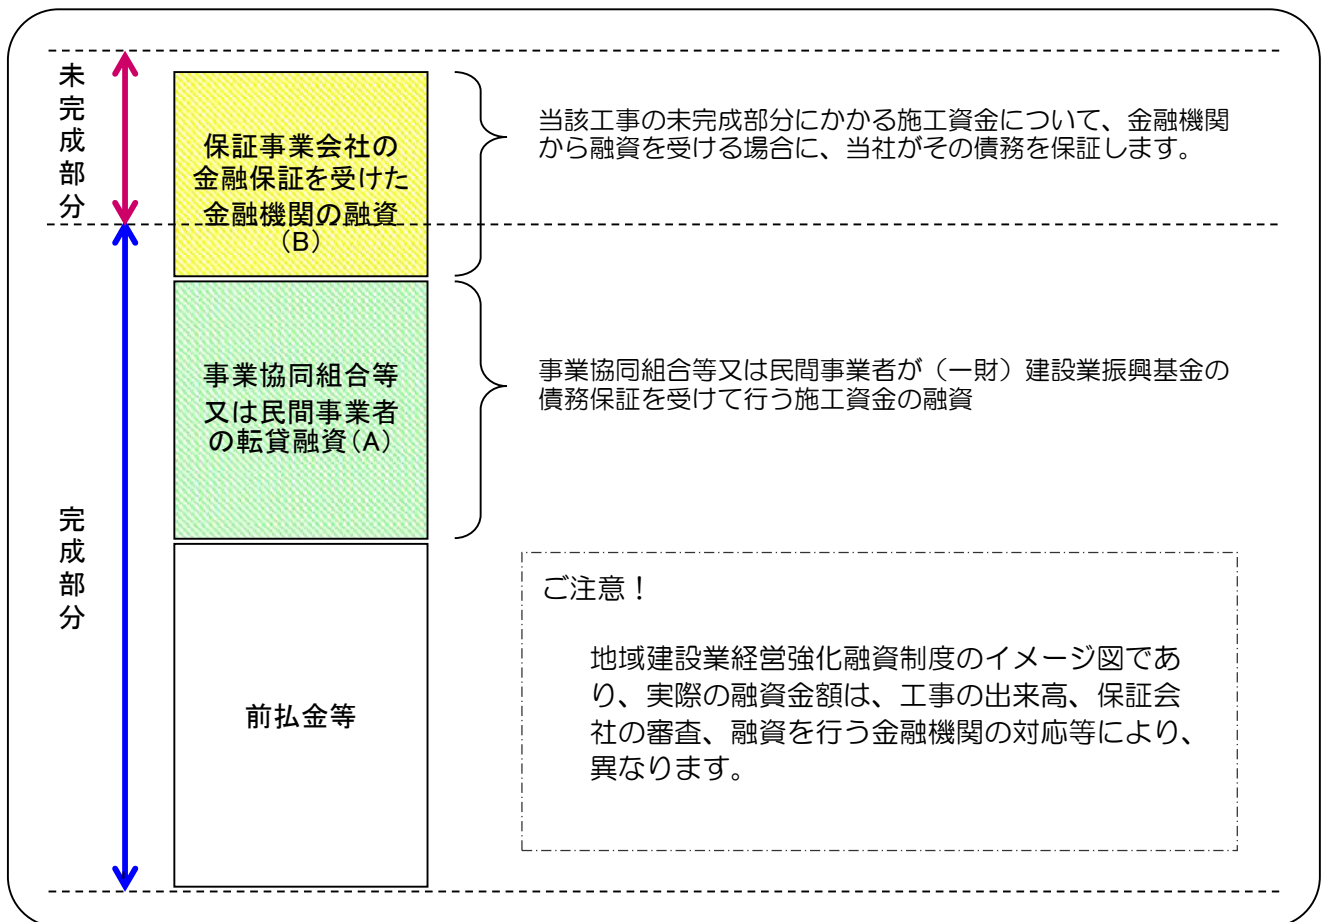 未完成部分
保証事業会社の
金融保証を受けた
金融機関の融資
（B）
当該工事の未完成部分にかかる施工資金について、金融機関
から融資を受ける場合に、当社がその債務を保証します。
完成部分
事業協同組合等
又は民間事業者
の転貸融資（A）
事業協同組合等又は民間事業者が（一財）建設業振興基金の
債務保証を受けて行う施工資金の融資
前払金等
ご注意！
地域建設業経営強化融資制度のイメージ図であ
り、実際の融資金額は、工事の出来高、保証会
社の審査、融資を行う金融機関の対応等により、
異なります。